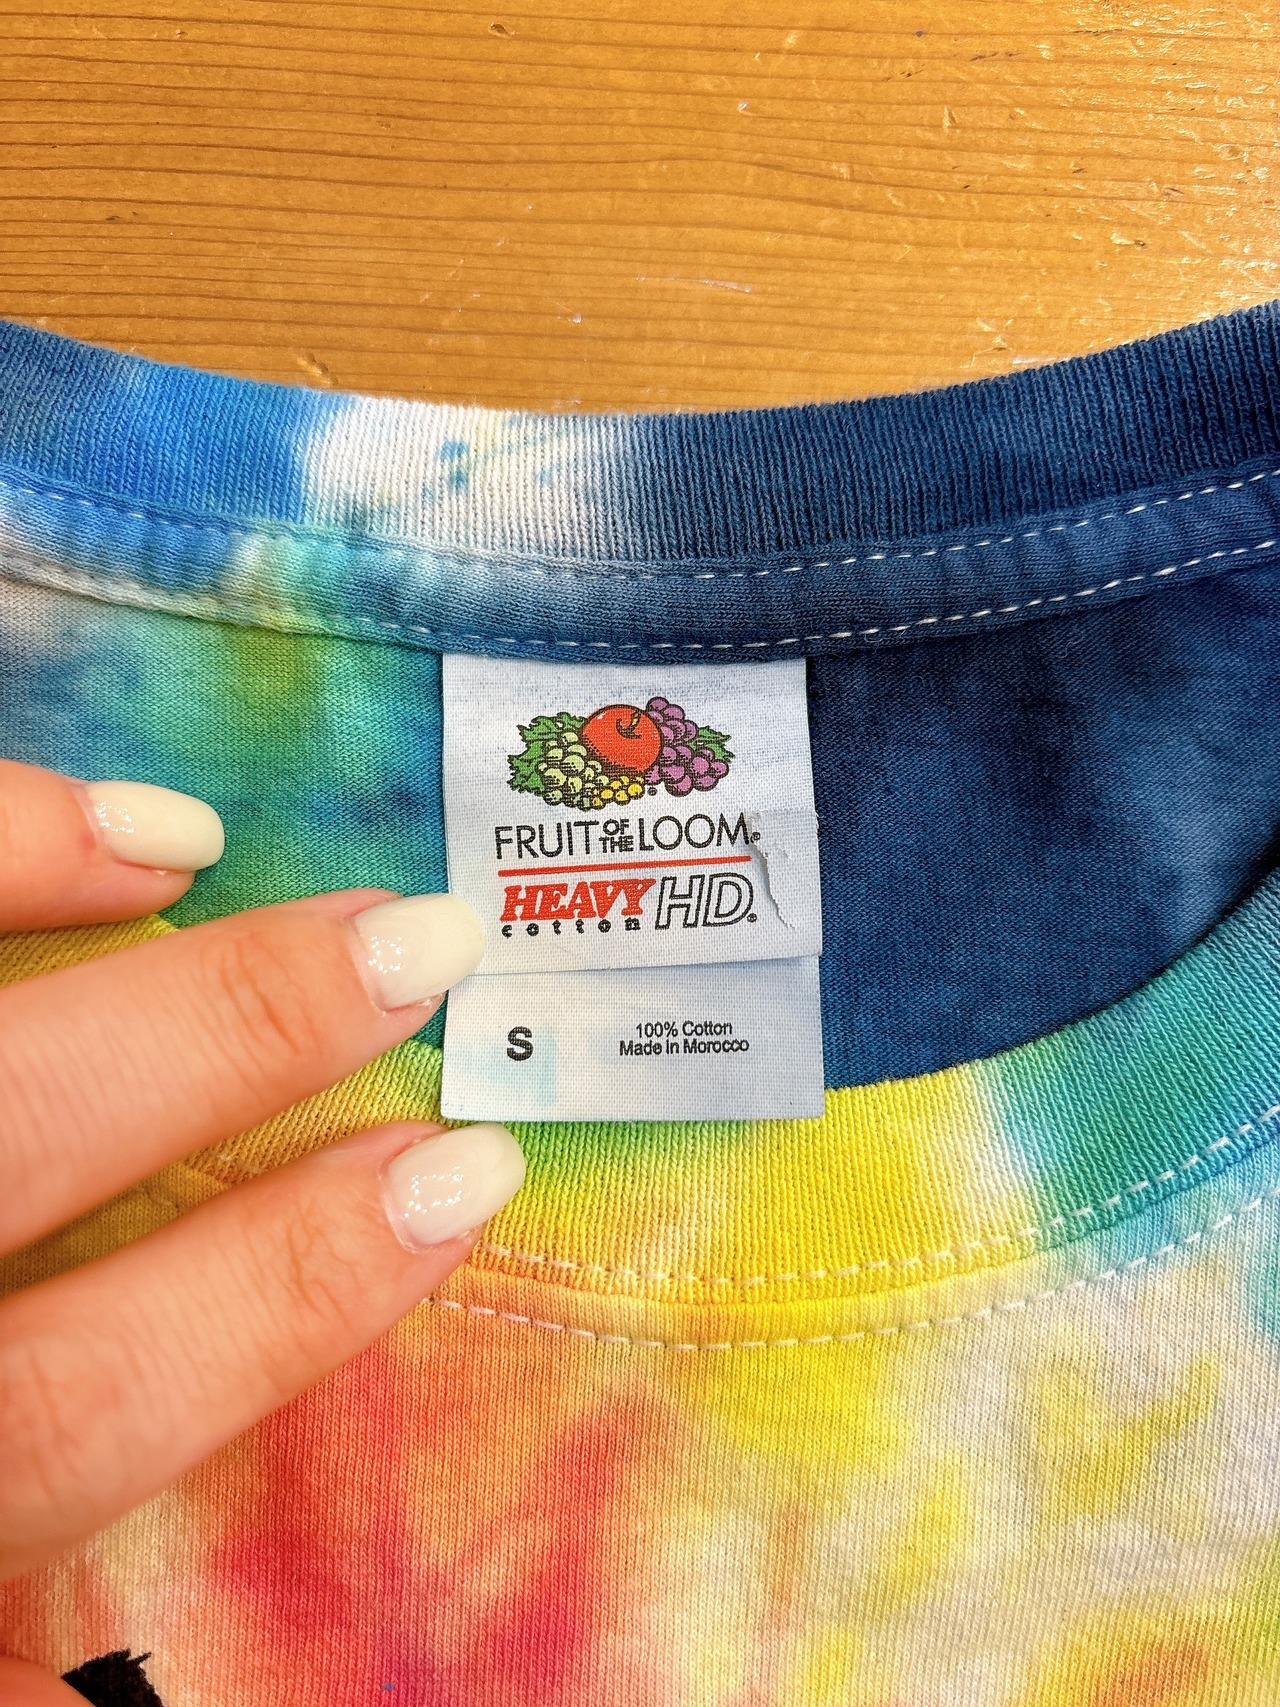 FRUIT OF THE LOOM®
HEAVY cotton HD®
S
100% Cotton
Made in Morocco